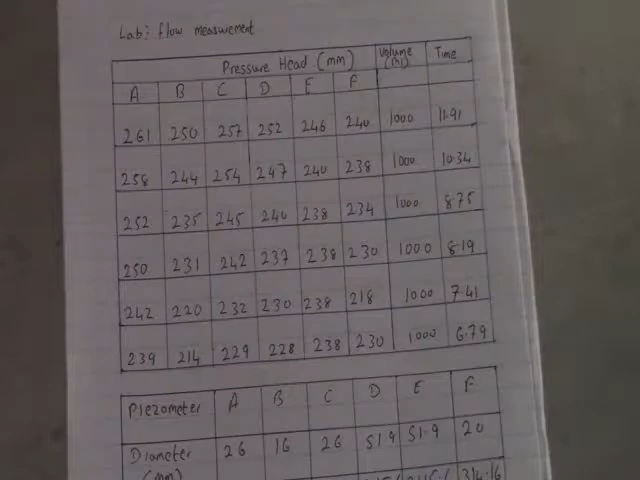 Lab: flow measurement
Pressure Head (mm) Volume (ml) Time
A B C D E F
261 250 257 252 246 240 1000 11.91
258 244 254 247 240 238 1000 10.34
252 235 245 240 238 234 1000 8.75
250 231 242 237 238 230 1000 8.19
242 220 232 230 238 218 1000 7.41
239 214 229 228 238 230 1000 6.79
Piezometer A B C D E F
Diameter (mm) 26 16 26 51.9 51.9 20
314.16